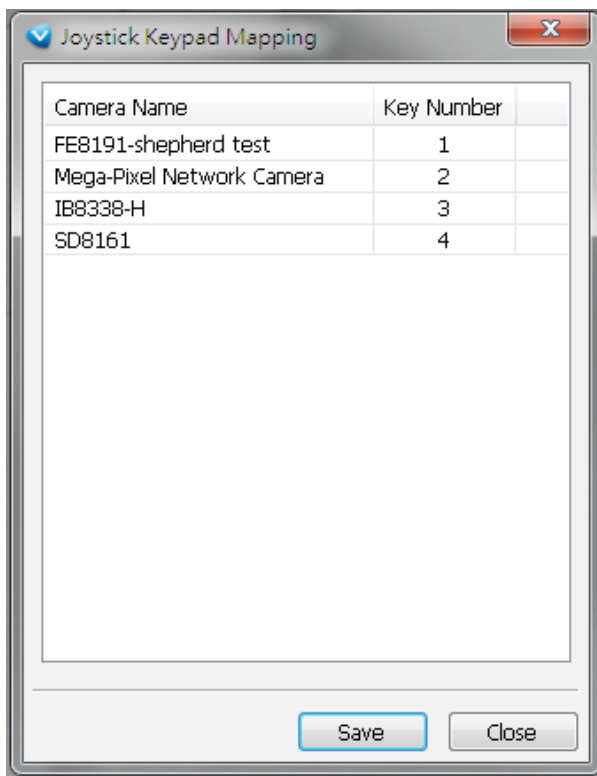 Joystick Keypad Mapping
Camera Name Key Number
FE8191-shepherd test 1
Mega-Pixel Network Camera 2
IB8338-H 3
SD8161 4
Save Close